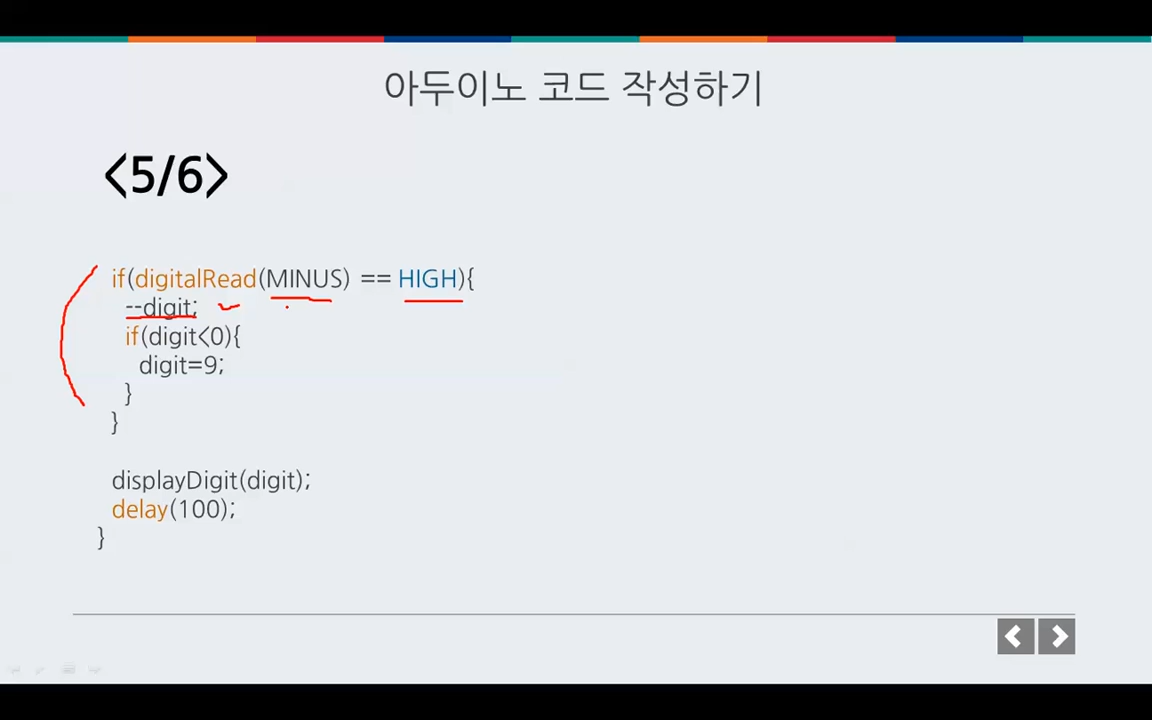 아두이노 코드 작성하기
<5/6>
if(digitalRead(MINUS) == HIGH){
--digit;
if(digit<0){
digit=9;
}
}
displayDigit(digit);
delay(100);
}